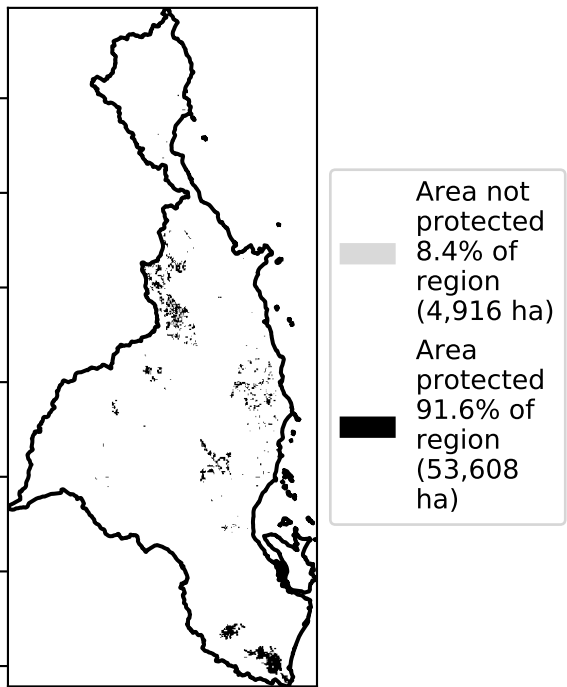 Area not
protected
8.4% of
region
(4,916 ha)
Area
protected
91.6% of
region
(53,608
ha)